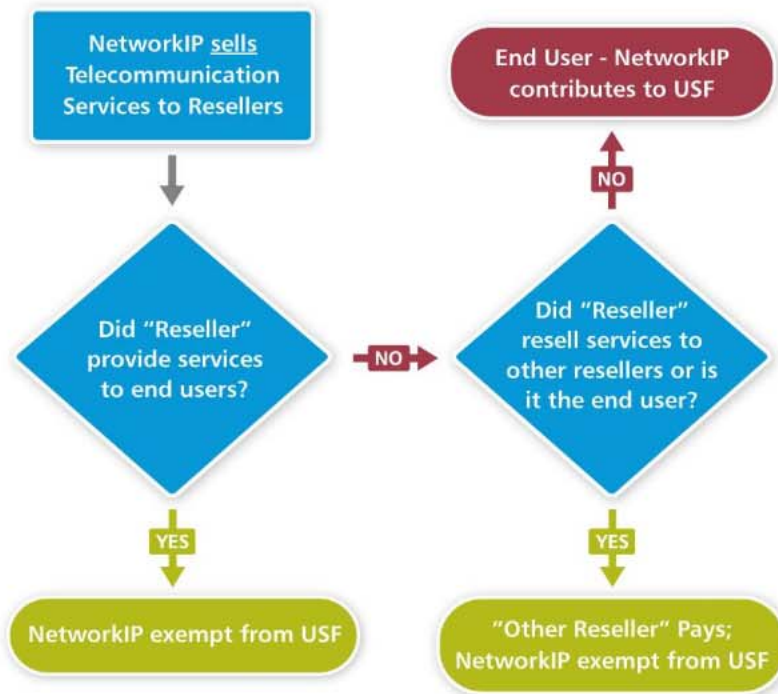 NetworkIP sells
Telecommunication
Services to Resellers
Did “Reseller”
provide services
to end users?
NO
YES
NetworkIP exempt from USF
Did “Reseller”
resell services to
other resellers or is
it the end user?
NO
End User - NetworkIP
contributes to USF
YES
“Other Reseller” Pays;
NetworkIP exempt from USF